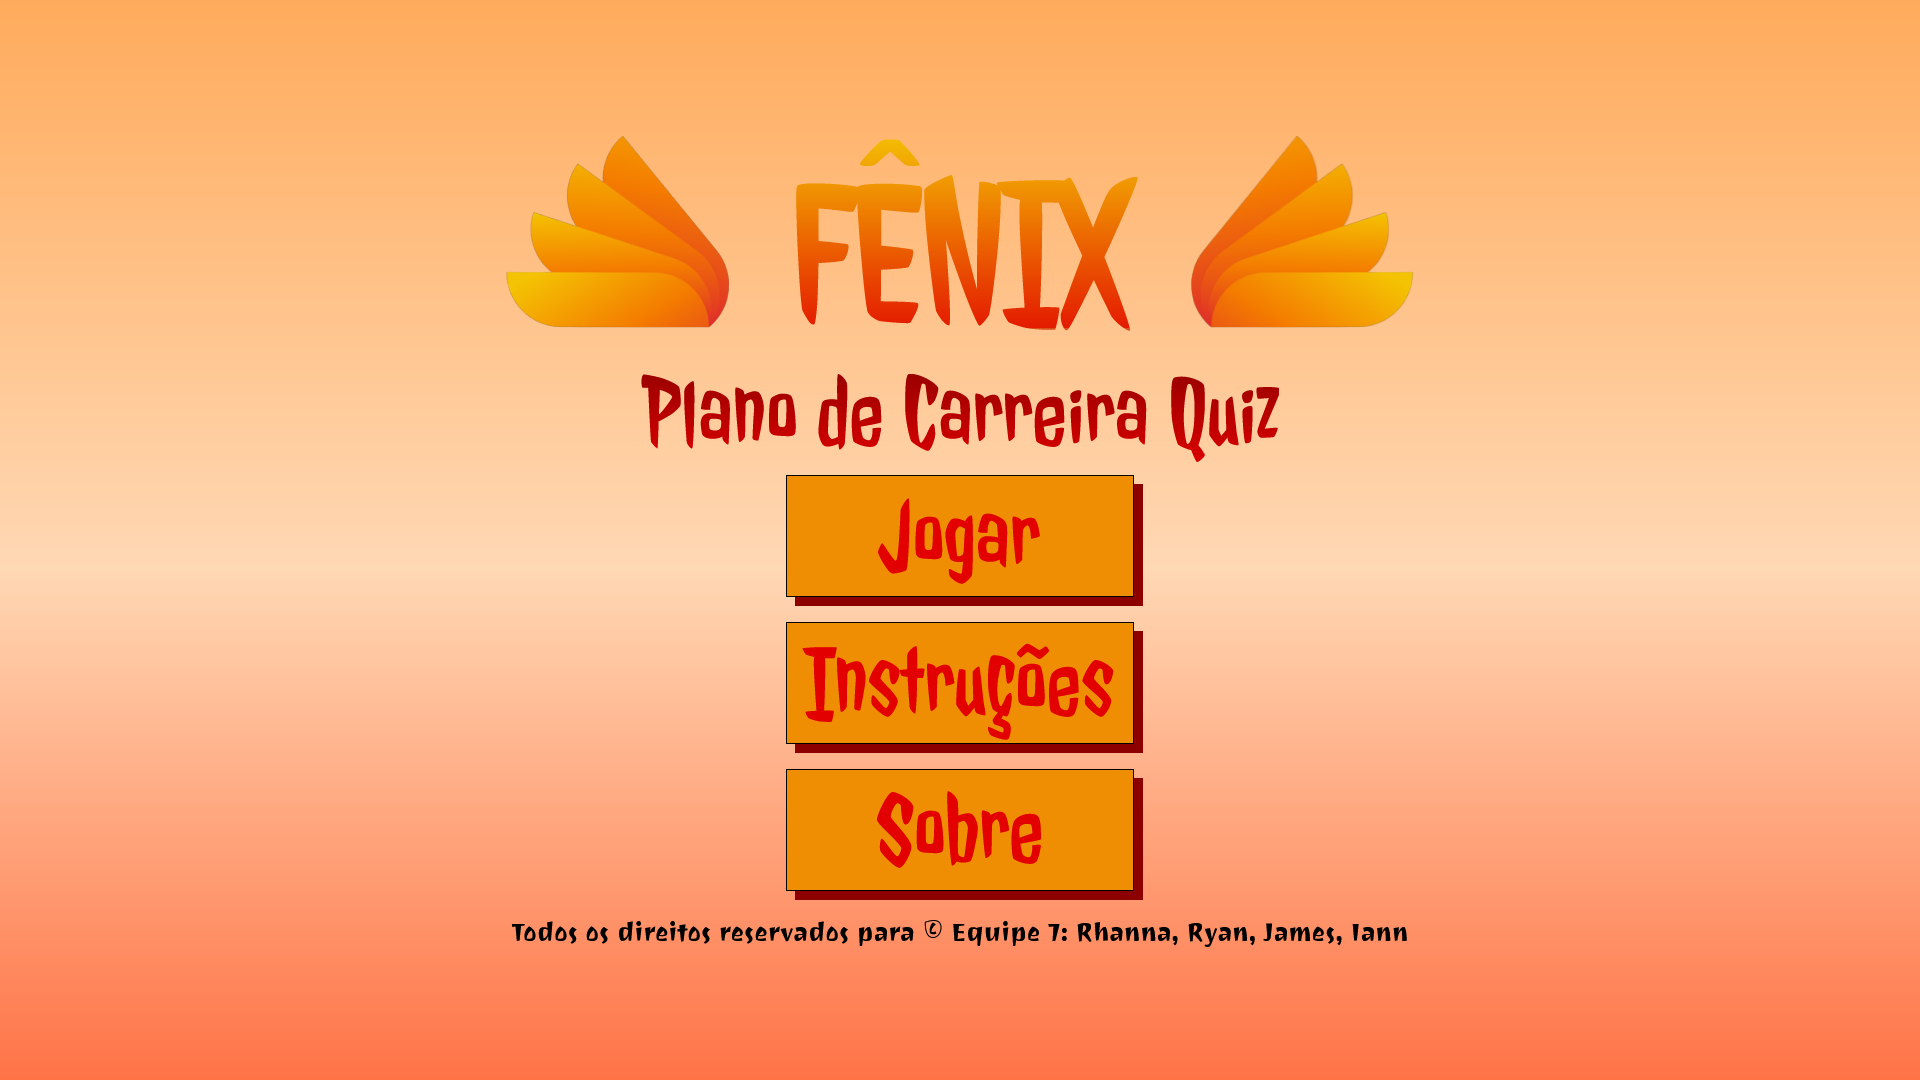 FÊNIX
Plano de Carreira Quiz
Jogar
Instruções
Sobre
Todos os direitos reservados para © Equipe 7: Rhanna, Ryan, James, Iann